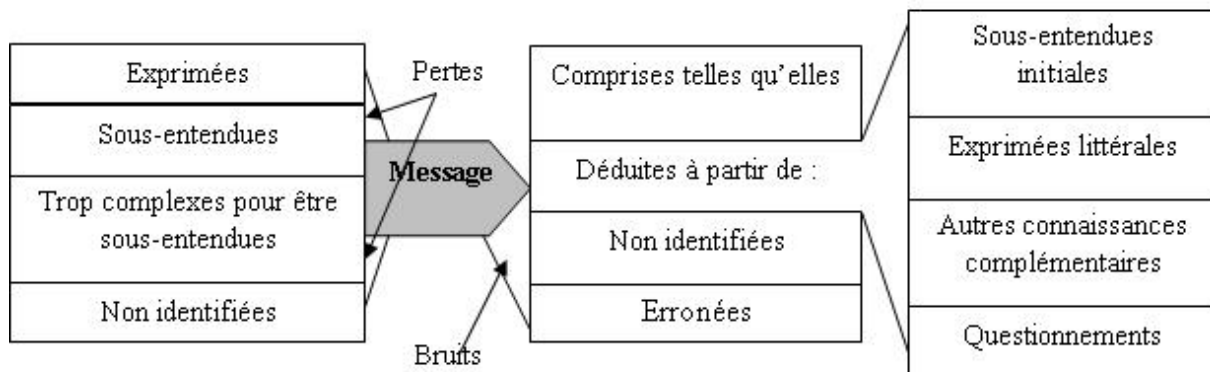 Exprimées
Sous-entendues
Trop complexes pour être
sous-entendues
Non identifiées
Pertes
Message
Bruits
Comprises telles qu'elles
Déduites à partir de :
Non identifiées
Erronées
Sous-entendues
initiales
Exprimées littérales
Autres connaissances
complémentaires
Questionnements